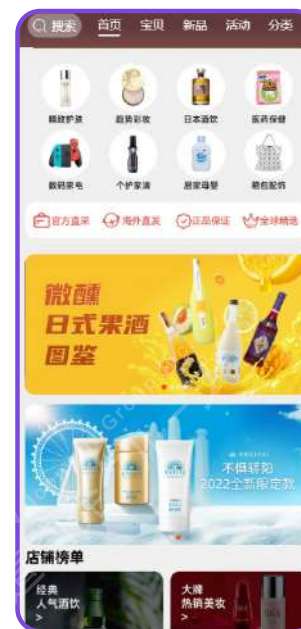 搜索 首页 宝贝 新品 活动 分类
精致护肤 趋势彩妆 日本酒饮 医药保健
数码家电 个护家清 居家母婴 箱包配饰
官方直采 海外直发 正品保证 全球精选
微醺
日式果酒
图鉴
ANESSA
不惧骄阳
2022全新限定款
店铺榜单
经典
人气酒饮
>
大牌
热销美妆
>